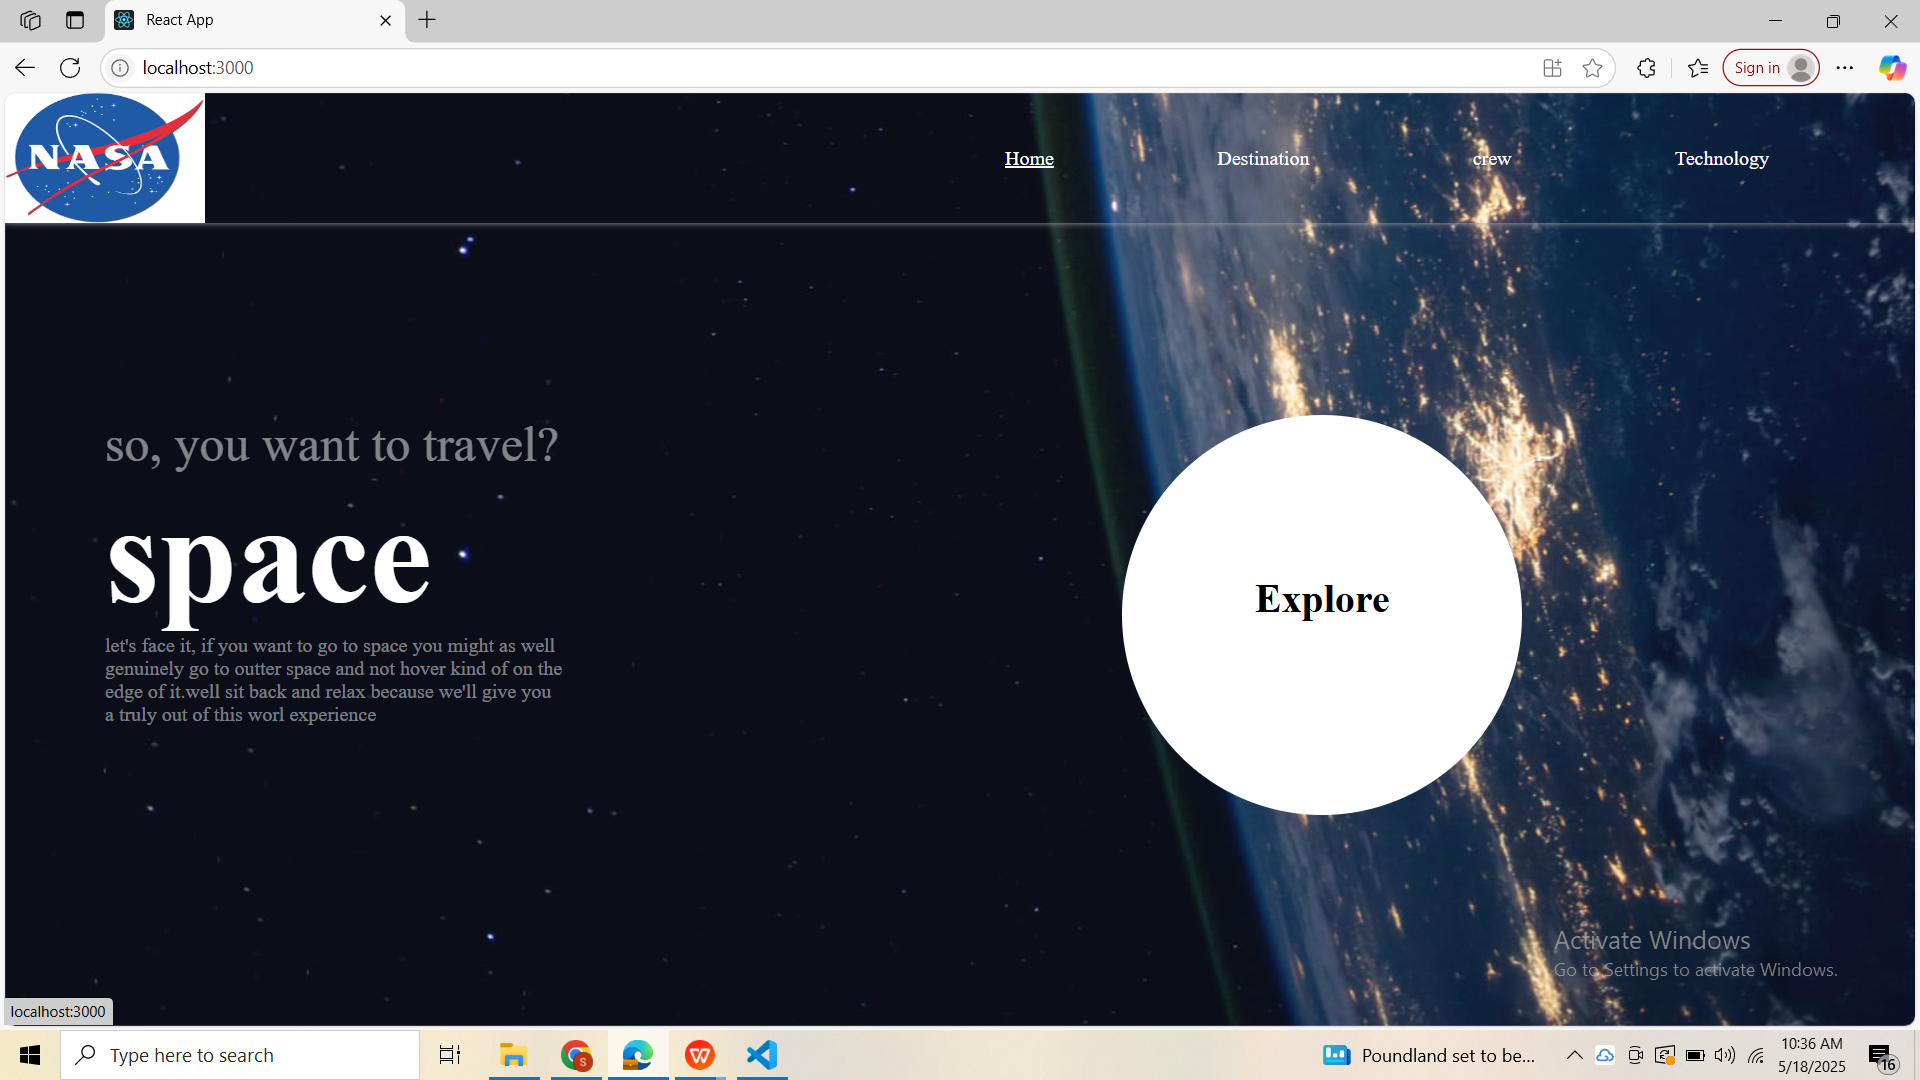 React App
localhost:3000
Sign in
NASA
Home
Destination
crew
Technology
so, you want to travel?
space
let's face it, if you want to go to space you might as well
genuinely go to outter space and not hover kind of on the
edge of it.well sit back and relax because we'll give you
a truly out of this worl experience
Explore
Activate Windows
Go to Settings to activate Windows.
localhost:3000
Type here to search
S
W
Poundland set to be...
10:36 AM
5/18/2025
16